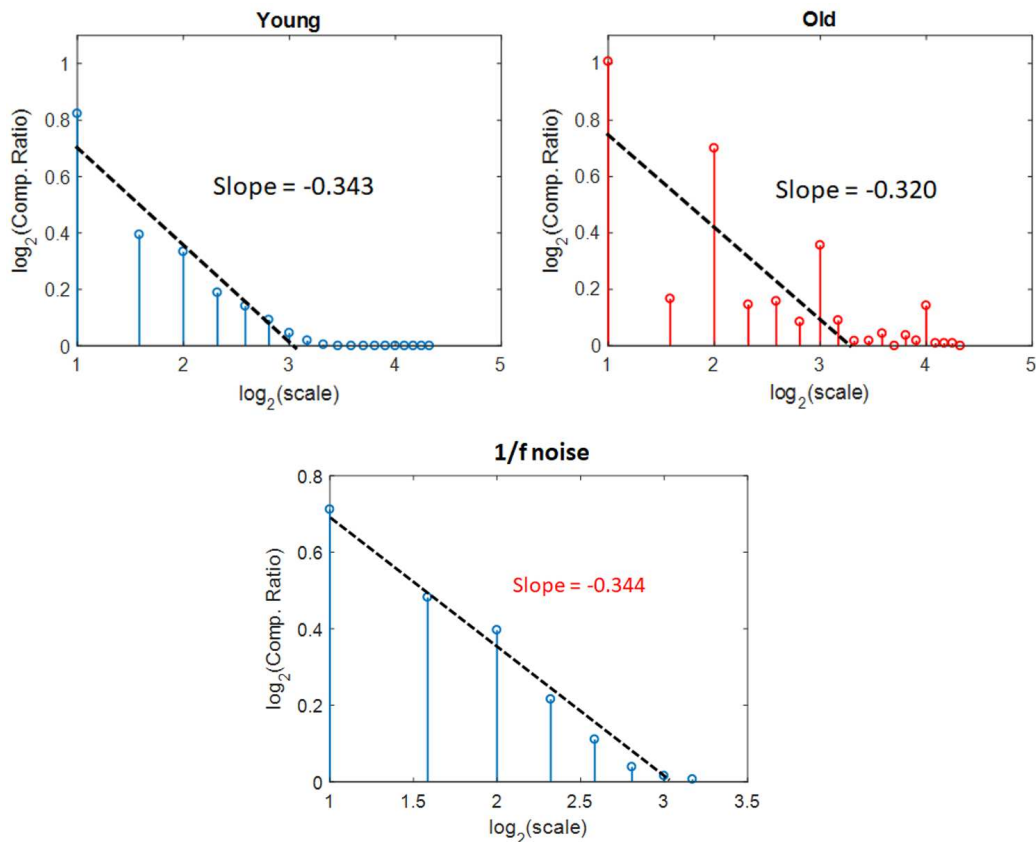 Young
1
0.8
0.6
0.4
0.2
0
log2(Comp. Ratio)
Slope = -0.343
1 2 3 4 5
log2(scale)
Old
1
0.8
0.6
0.4
0.2
0
log2(Comp. Ratio)
Slope = -0.320
1 2 3 4 5
log2(scale)
1/f noise
0.8
0.6
0.4
0.2
0
log2(Comp. Ratio)
Slope = -0.344
1 1.5 2 2.5 3 3.5
log2(scale)